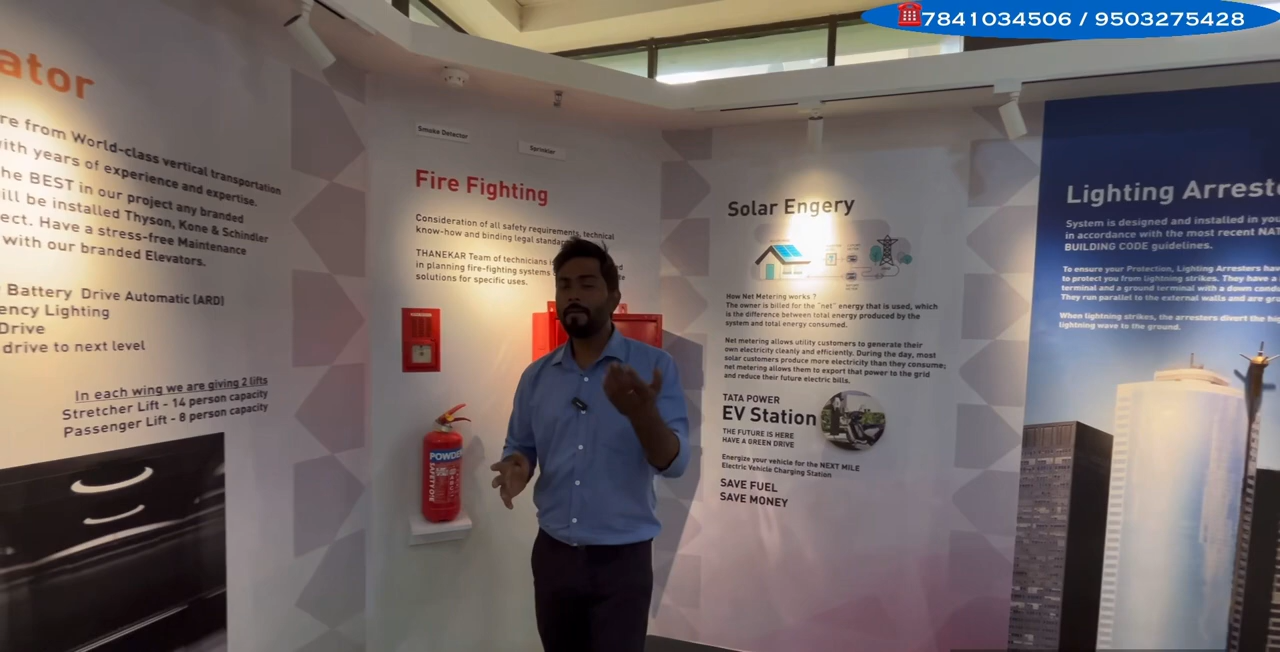 7841034506 / 9503275428
ator
re from World-class vertical transportation
with years of experience and expertise.
he BEST in our project any branded
ill be installed Thyson, Kone & Schindler
ect. Have a stress-free Maintenance
with our branded Elevators.
Battery Drive Automatic (ARD)
ency Lighting
Drive
drive to next level
In each wing we are giving 2 lifts
Stretcher Lift - 14 person capacity
Passenger Lift - 8 person capacity
Smoke Detector
Sprinkler
Fire Fighting
Consideration of all safety requirements, technical
know-how and binding legal standar
THANEKAR Team of technicians is
in planning fire-fighting systems
solutions for specific uses.
POWDE
Solar Engery
How Net Metering works ?
The owner is billed for the "net" energy that is used, which
is the difference between total energy produced by the
system and total energy consumed.
Net metering allows utility customers to generate their
own electricity cleanly and efficiently. During the day, most
solar customers produce more electricity than they consume;
net metering allows them to export that power to the grid
and reduce their future electric bills.
TATA POWER
EV Station
THE FUTURE IS HERE
HAVE A GREEN DRIVE
Energize your vehicle for the NEXT MILE
Electric Vehicle Charging Station
SAVE FUEL
SAVE MONEY
Lighting Arreste
System is designed and installed in you
in accordance with the most recent NAT
BUILDING CODE guidelines.
To ensure your Protection, Lighting Arresters hav
to protect you from lightning strikes. They have a
terminal and a ground terminal with a down condu
They run parallel to the external walls and are gr
When lightning strikes, the arresters divert the hig
lightning wave to the ground.